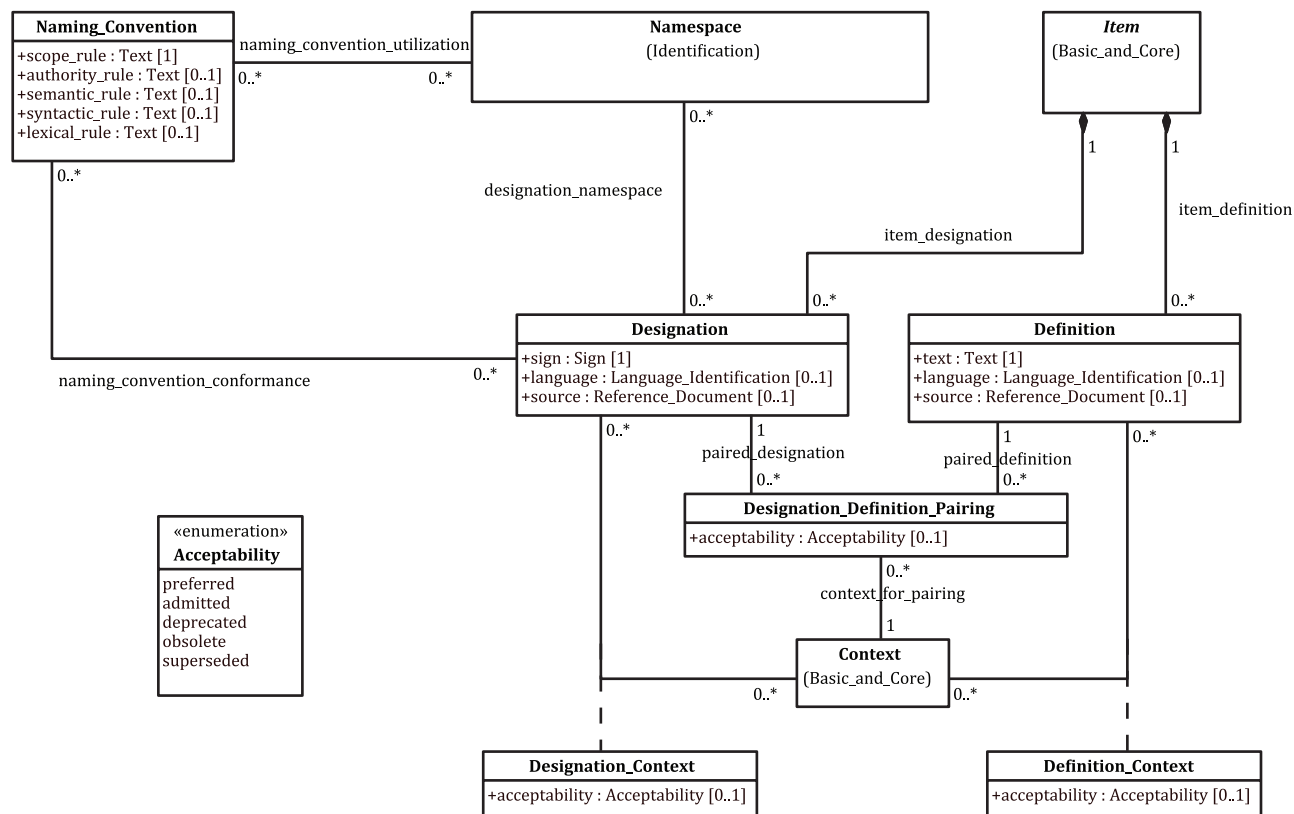 Naming_Convention
+scope_rule : Text [1]
+authority_rule : Text [0..1]
+semantic_rule : Text [0..1]
+syntactic_rule : Text [0..1]
+lexical_rule : Text [0..1]
naming_convention_utilization
0..*
0..*
Namespace
(Identification)
Item
(Basic_and_Core)
0..*
0..*
1
1
designation_namespace
item_definition
item_designation
0..*
0..*
0..*
Designation
+sign : Sign [1]
+language : Language_Identification [0..1]
+source : Reference_Document [0..1]
Definition
+text : Text [1]
+language : Language_Identification [0..1]
+source : Reference_Document [0..1]
naming_convention_conformance
0..*
0..*
1
paired_designation
0..*
1
paired_definition
0..*
0..*
Designation_Definition_Pairing
+acceptability : Acceptability [0..1]
«enumeration»
Acceptability
preferred
admitted
deprecated
obsolete
superseded
0..*
context_for_pairing
1
Context
(Basic_and_Core)
0..*
0..*
Designation_Context
+acceptability : Acceptability [0..1]
Definition_Context
+acceptability : Acceptability [0..1]